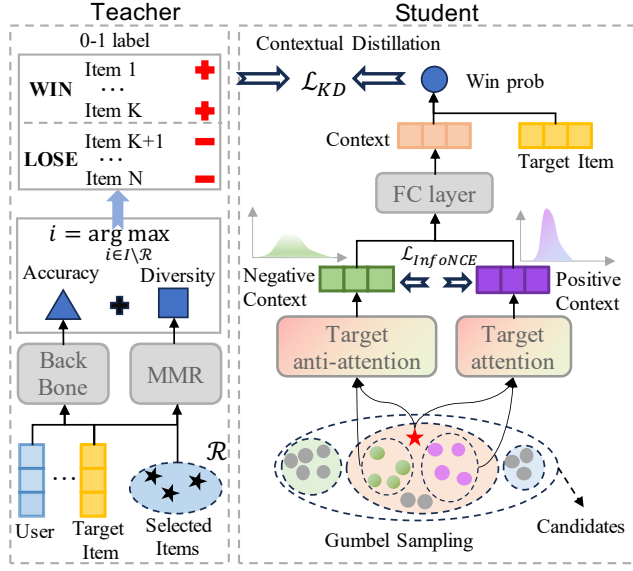 Teacher
0-1 label
WIN
Item 1
...
Item K
LOSE
Item K+1
...
Item N
i = arg max
i∈I\ℛ
Accuracy
Diversity
Back
Bone
MMR
ℛ
...
User
Target
Item
Selected
Items
Student
Contextual Distillation
ℒ_KD
Win prob
Context
Target Item
FC layer
ℒ_InfoNCE
Negative
Context
Positive
Context
Target
anti-attention
Target
attention
Gumbel Sampling
Candidates